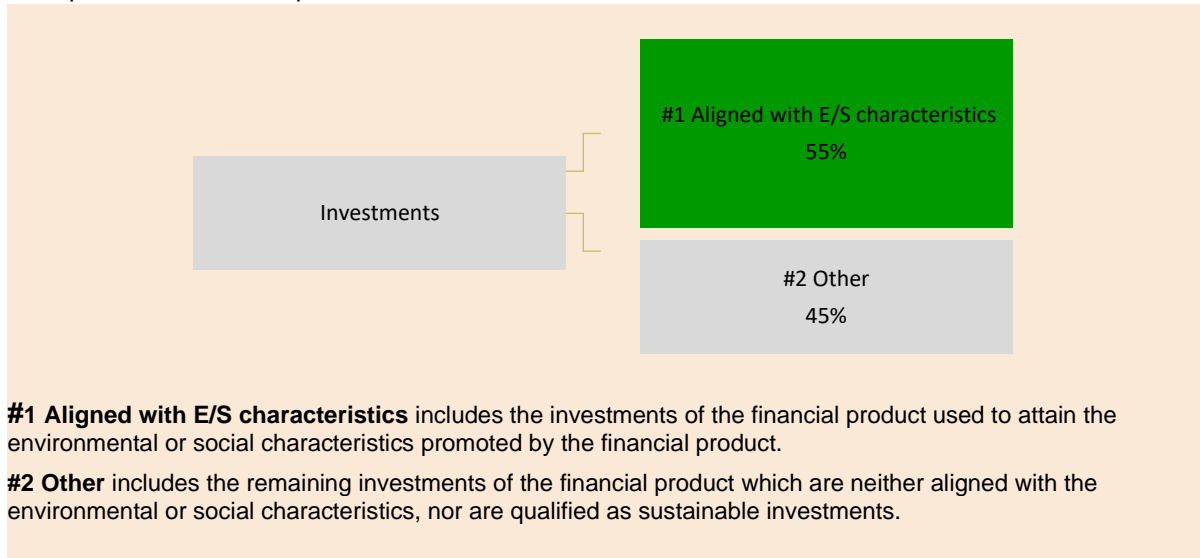 #1 Aligned with E/S characteristics
55%
Investments
#2 Other
45%
#1 Aligned with E/S characteristics includes the investments of the financial product used to attain the
environmental or social characteristics promoted by the financial product.
#2 Other includes the remaining investments of the financial product which are neither aligned with the
environmental or social characteristics, nor are qualified as sustainable investments.